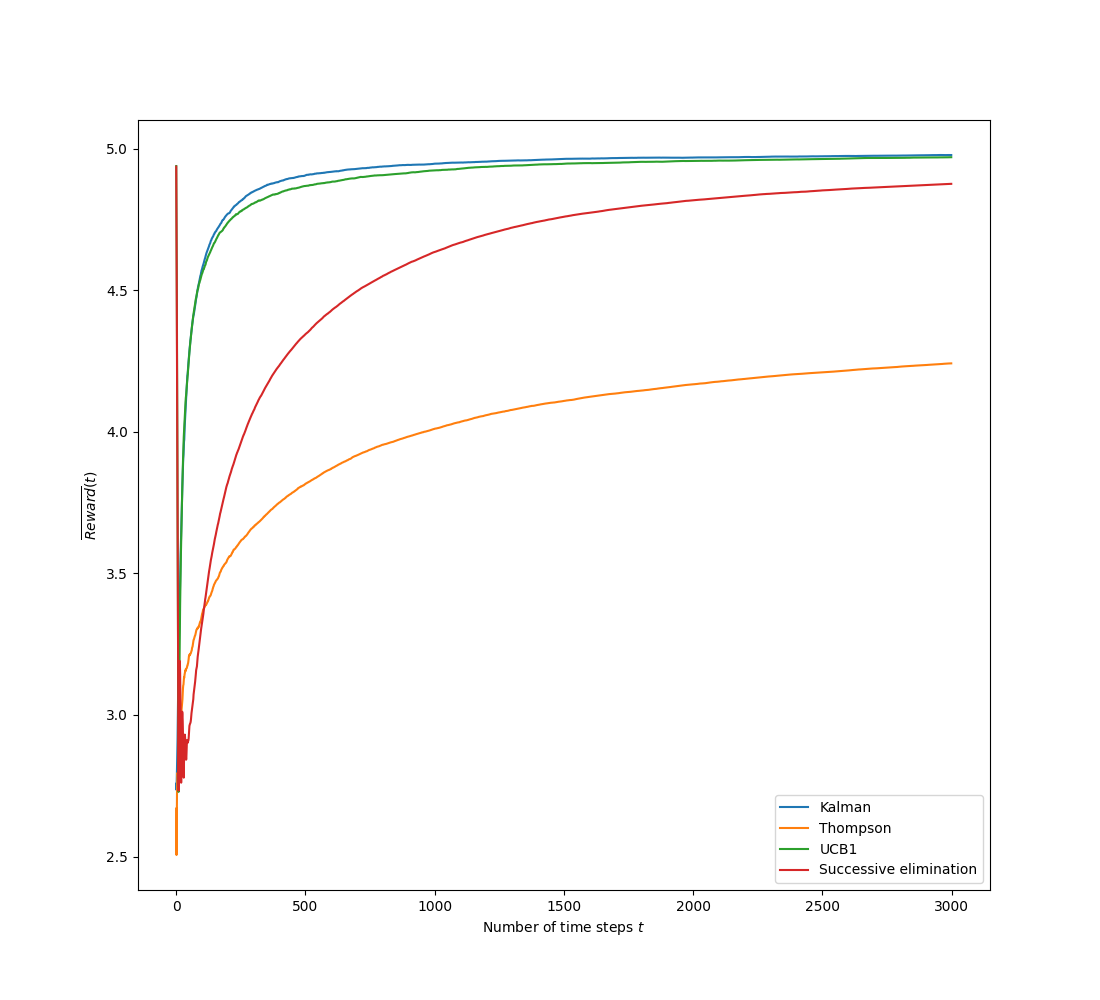 5.0
4.5
4.0
3.5
3.0
2.5
Reward(t)
0 500 1000 1500 2000 2500 3000
Number of time steps t
Kalman
Thompson
UCB1
Successive elimination